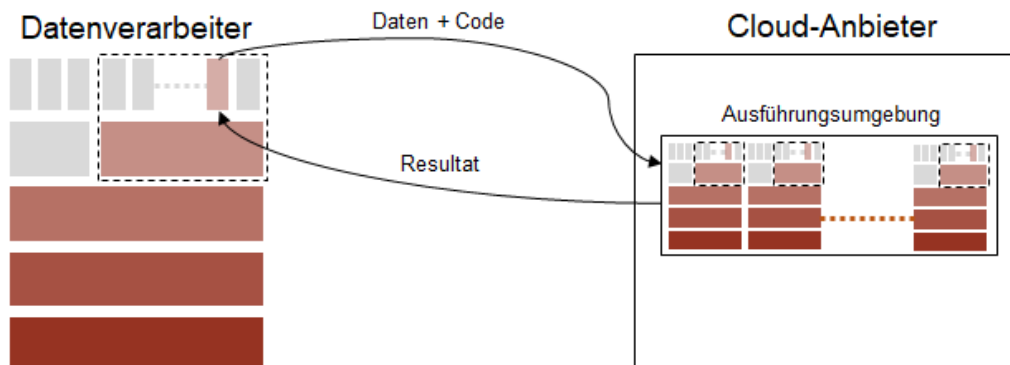 Datenverarbeiter
Daten + Code
Cloud-Anbieter
Ausführungsumgebung
Resultat